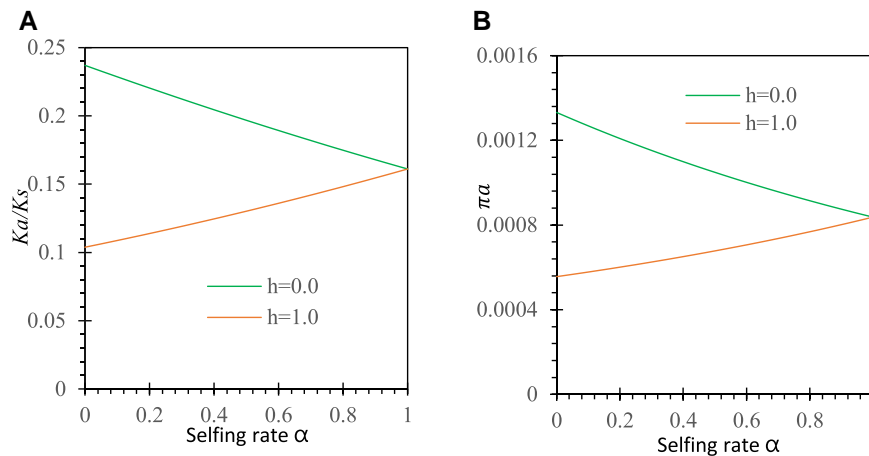 A
0.25
0.2
0.15
0.1
0.05
0
Ka/Ks
h=0.0
h=1.0
0 0.2 0.4 0.6 0.8 1
Selfing rate α
B
0.0016
0.0012
0.0008
0.0004
0
πa
h=0.0
h=1.0
0 0.2 0.4 0.6 0.8
Selfing rate α